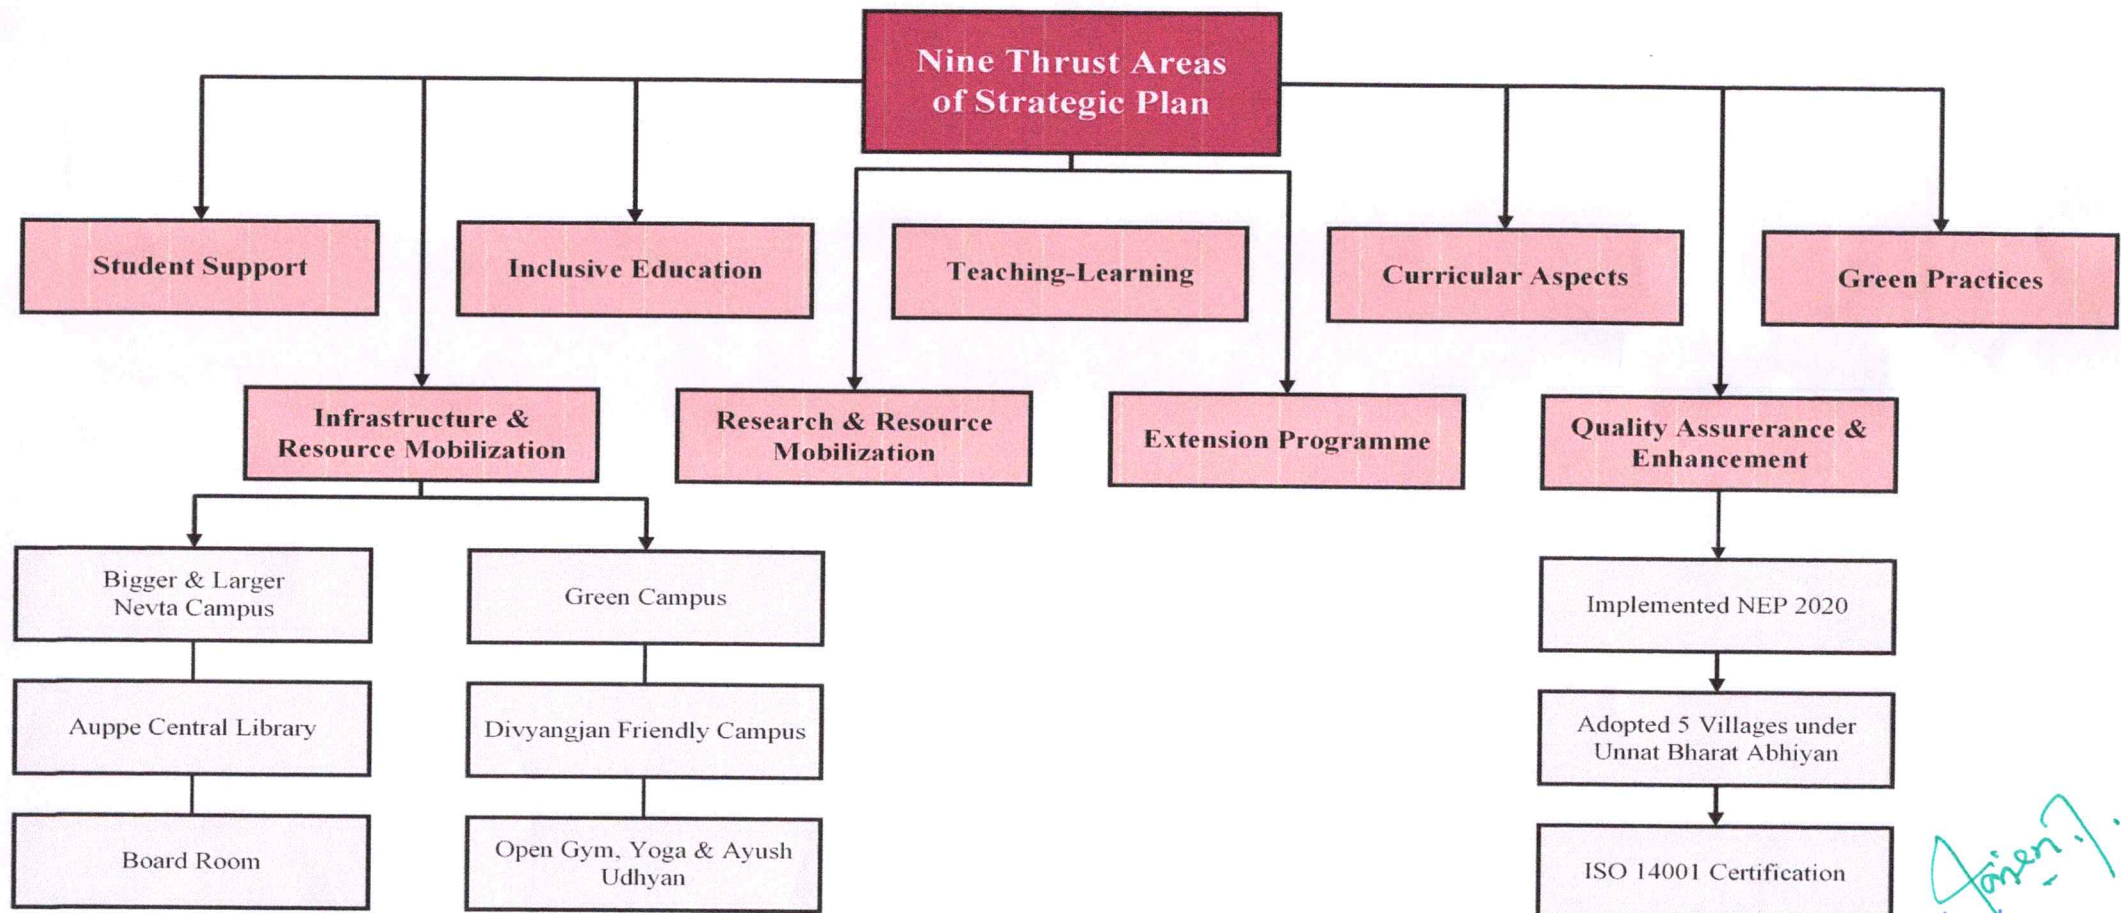 Nine Thrust Areas
of Strategic Plan
Student Support
Inclusive Education
Teaching-Learning
Curricular Aspects
Green Practices
Infrastructure &
Resource Mobilization
Research & Resource
Mobilization
Extension Programme
Quality Assurerance &
Enhancement
Bigger & Larger
Nevta Campus
Green Campus
Implemented NEP 2020
Auppe Central Library
Divyangjan Friendly Campus
Adopted 5 Villages under
Unnat Bharat Abhiyan
Board Room
Open Gym, Yoga & Ayush
Udhyan
ISO 14001 Certification